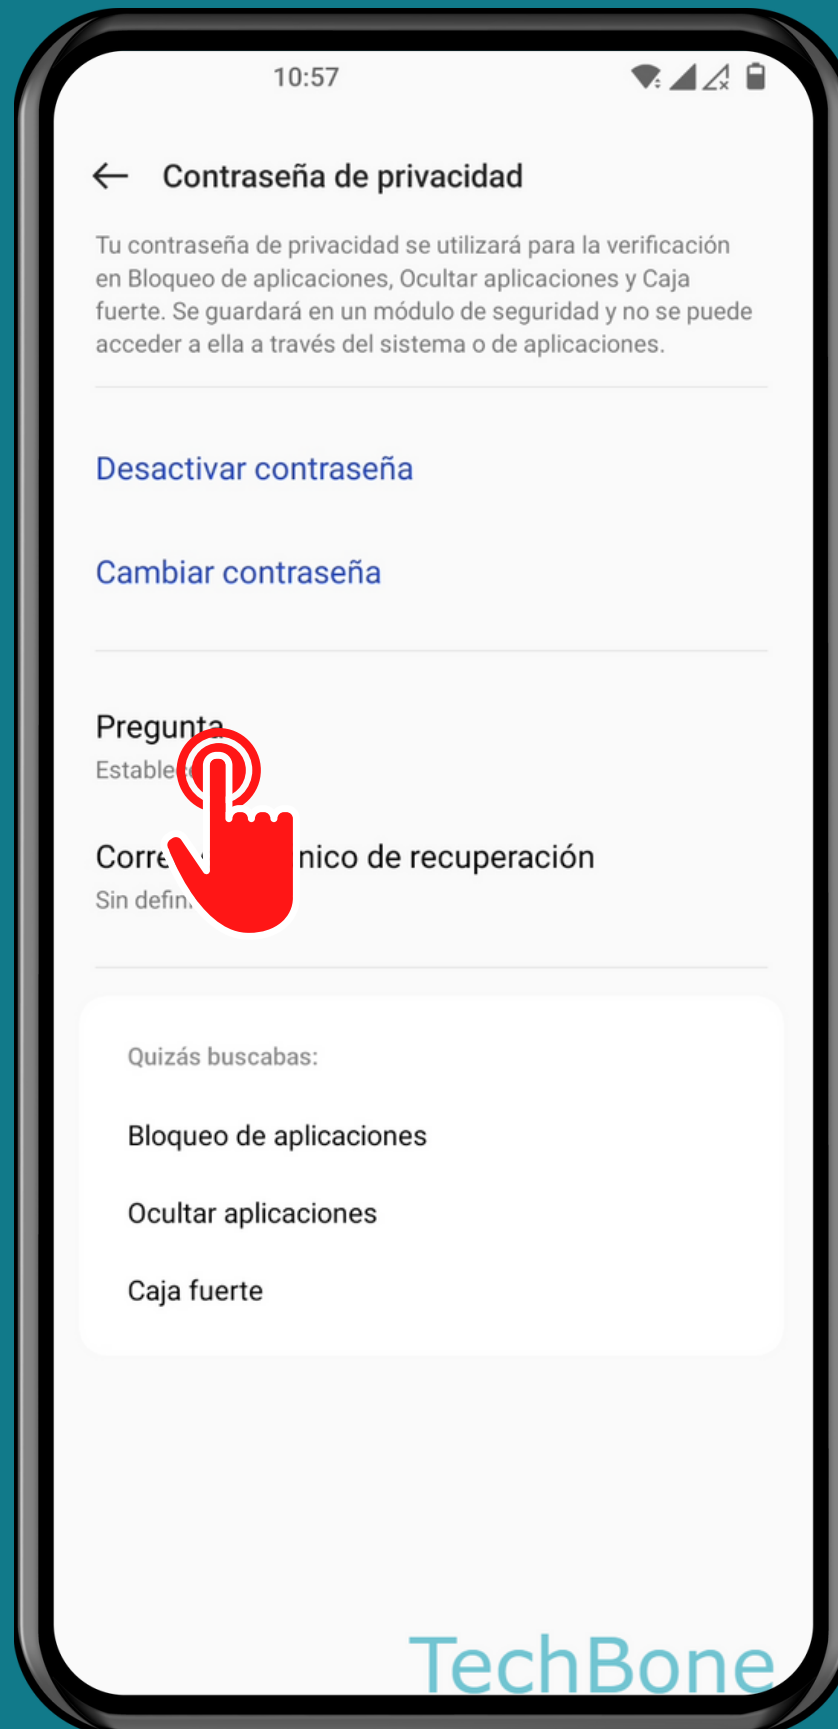 10:57
Contraseña de privacidad
Tu contraseña de privacidad se utilizará para la verificación
en Bloqueo de aplicaciones, Ocultar aplicaciones y Caja
fuerte. Se guardará en un módulo de seguridad y no se puede
acceder a ella a través del sistema o de aplicaciones.
Desactivar contraseña
Cambiar contraseña
Pregunta
de recuperación
Sin
Quizás buscabas:
Bloqueo de aplicaciones
Ocultar aplicaciones
Caja fuerte
TechBone